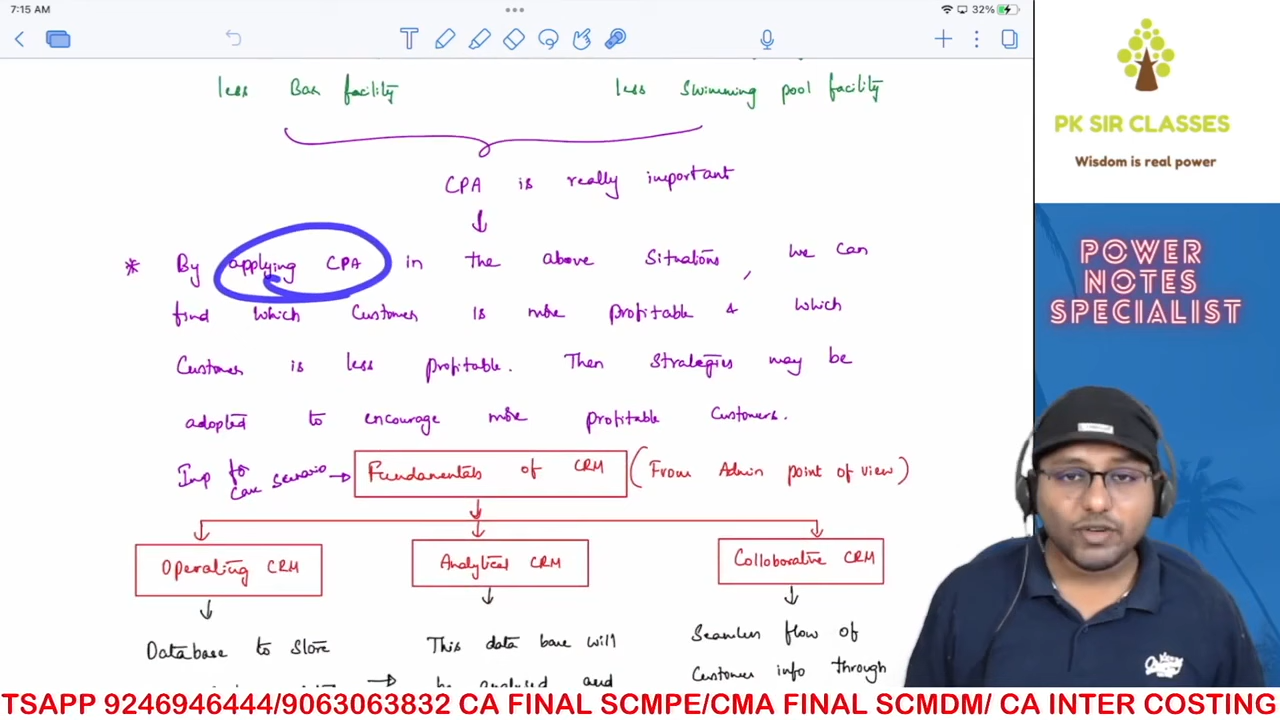 7:15 AM
32%
less Bar facility
less Swimming pool facility
CPA is really important
* By applying CPA in the above Situations, we can
find which Customer is more profitable & which
Customer is less profitable. Then strategies may be
adopted to encourage more profitable Customers.
Imp for
Case Scenario → Fundamentals of CRM (From Admin point of view)
Operating CRM
Analytical CRM
Collaborative CRM
Database to store
This data base will
be analysed and
Seamless flow of
Customer info through
PK SIR CLASSES
Wisdom is real power
POWER
NOTES
SPECIALIST
TSAPP 9246946444/9063063832 CA FINAL SCMPE/CMA FINAL SCMDM/ CA INTER COSTING